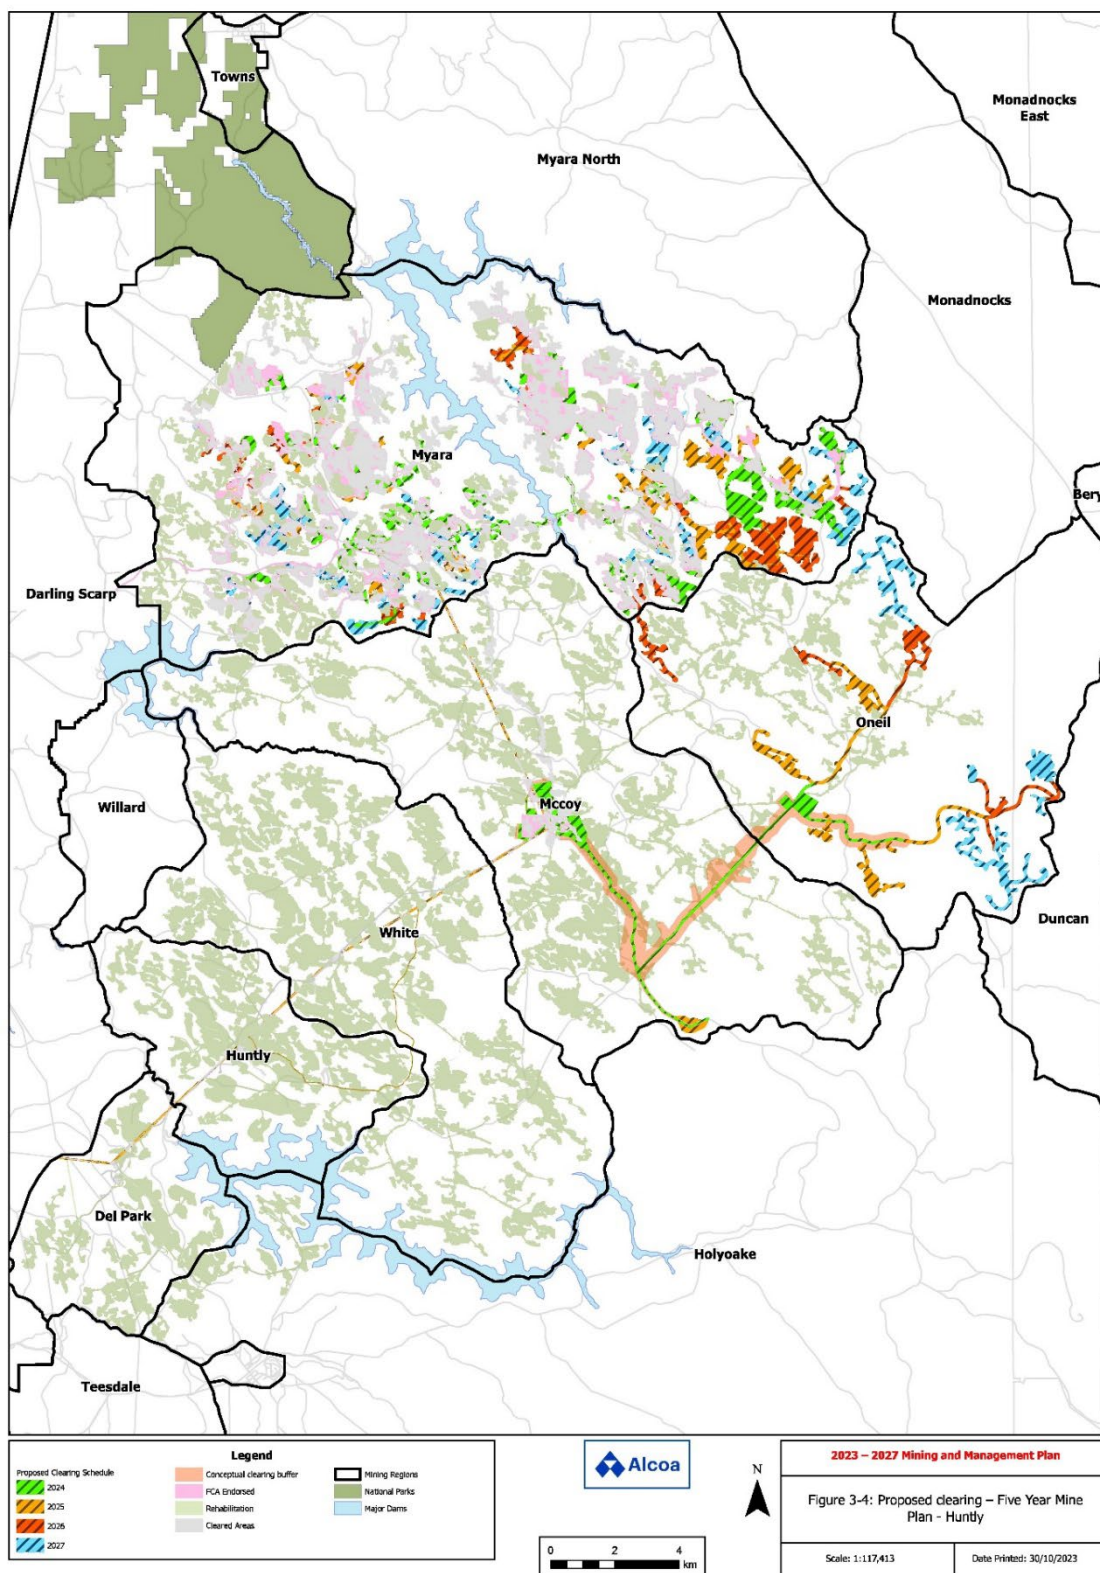 Towns
Monadnocks
East
Myara North
Monadnocks
Myara
Bery
Darling Scarp
Oneil
Willard
Mccoy
Duncan
White
Huntly
Del Park
Holyoake
Teesdale
Legend
Proposed Clearing Schedule
2024
2025
2026
2027
Conceptual clearing buffer
FCA Endorsed
Rehabilitation
Cleared Areas
Mining Regions
National Parks
Major Dams
Alcoa
N
0 2 4
km
2023 – 2027 Mining and Management Plan
Figure 3-4: Proposed clearing – Five Year Mine
Plan - Huntly
Scale: 1:117,413
Date Printed: 30/10/2023